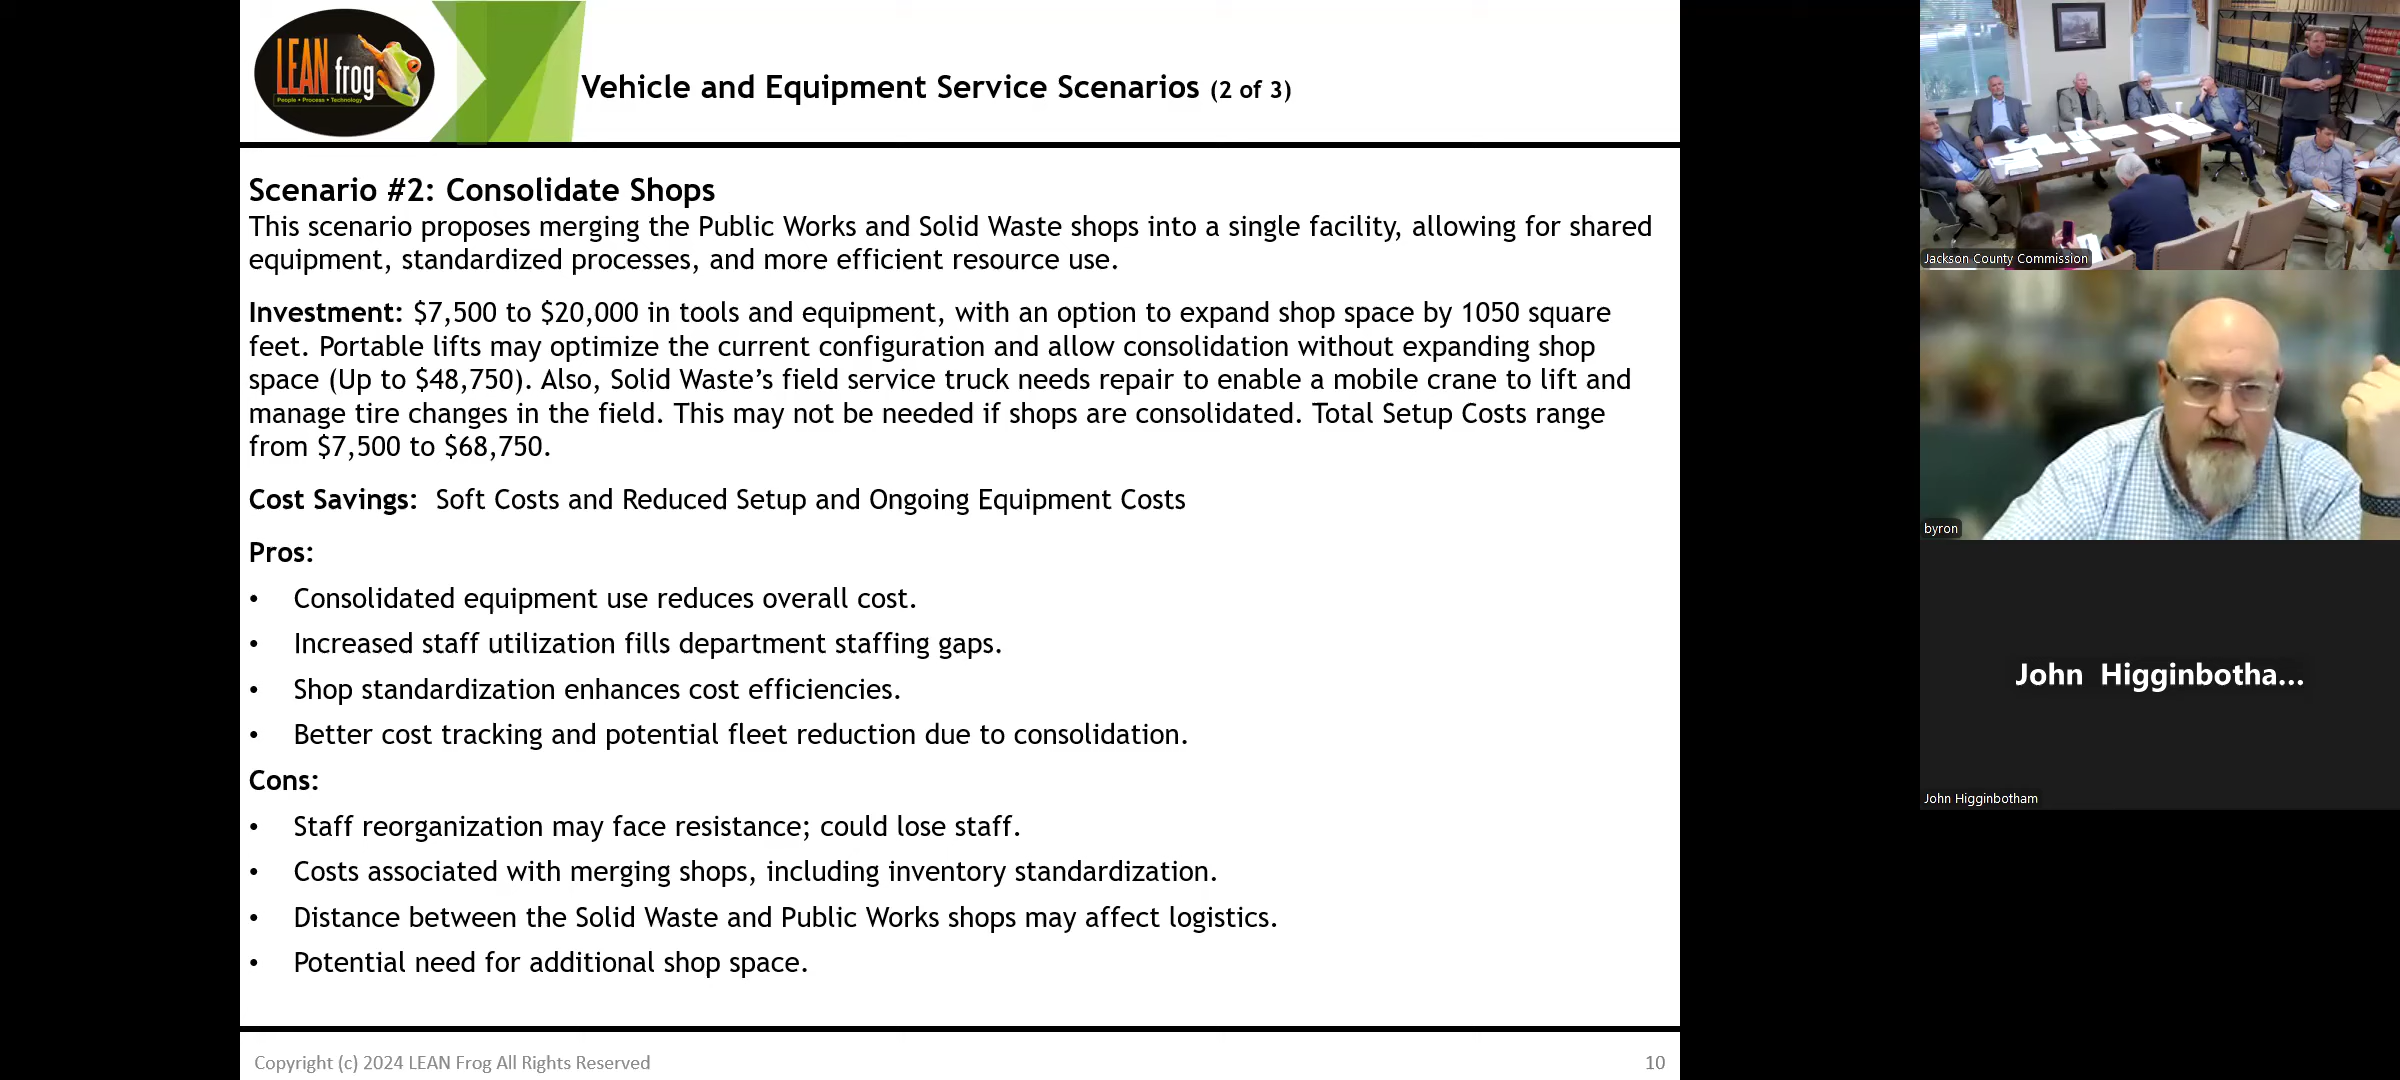 LEAN frog
People • Process • Technology
Vehicle and Equipment Service Scenarios (2 of 3)
Scenario #2: Consolidate Shops
This scenario proposes merging the Public Works and Solid Waste shops into a single facility, allowing for shared
equipment, standardized processes, and more efficient resource use.
Investment: $7,500 to $20,000 in tools and equipment, with an option to expand shop space by 1050 square
feet. Portable lifts may optimize the current configuration and allow consolidation without expanding shop
space (Up to $48,750). Also, Solid Waste’s field service truck needs repair to enable a mobile crane to lift and
manage tire changes in the field. This may not be needed if shops are consolidated. Total Setup Costs range
from $7,500 to $68,750.
Cost Savings: Soft Costs and Reduced Setup and Ongoing Equipment Costs
Pros:
• Consolidated equipment use reduces overall cost.
• Increased staff utilization fills department staffing gaps.
• Shop standardization enhances cost efficiencies.
• Better cost tracking and potential fleet reduction due to consolidation.
Cons:
• Staff reorganization may face resistance; could lose staff.
• Costs associated with merging shops, including inventory standardization.
• Distance between the Solid Waste and Public Works shops may affect logistics.
• Potential need for additional shop space.
Copyright (c) 2024 LEAN Frog All Rights Reserved
10
Jackson County Commission
byron
John Higginbotha...
John Higginbotham